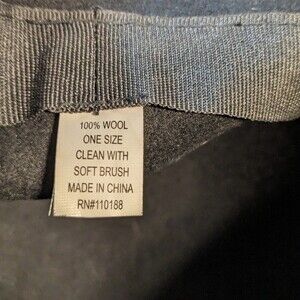 100% WOOL
ONE SIZE
CLEAN WITH
SOFT BRUSH
MADE IN CHINA
RN#110188